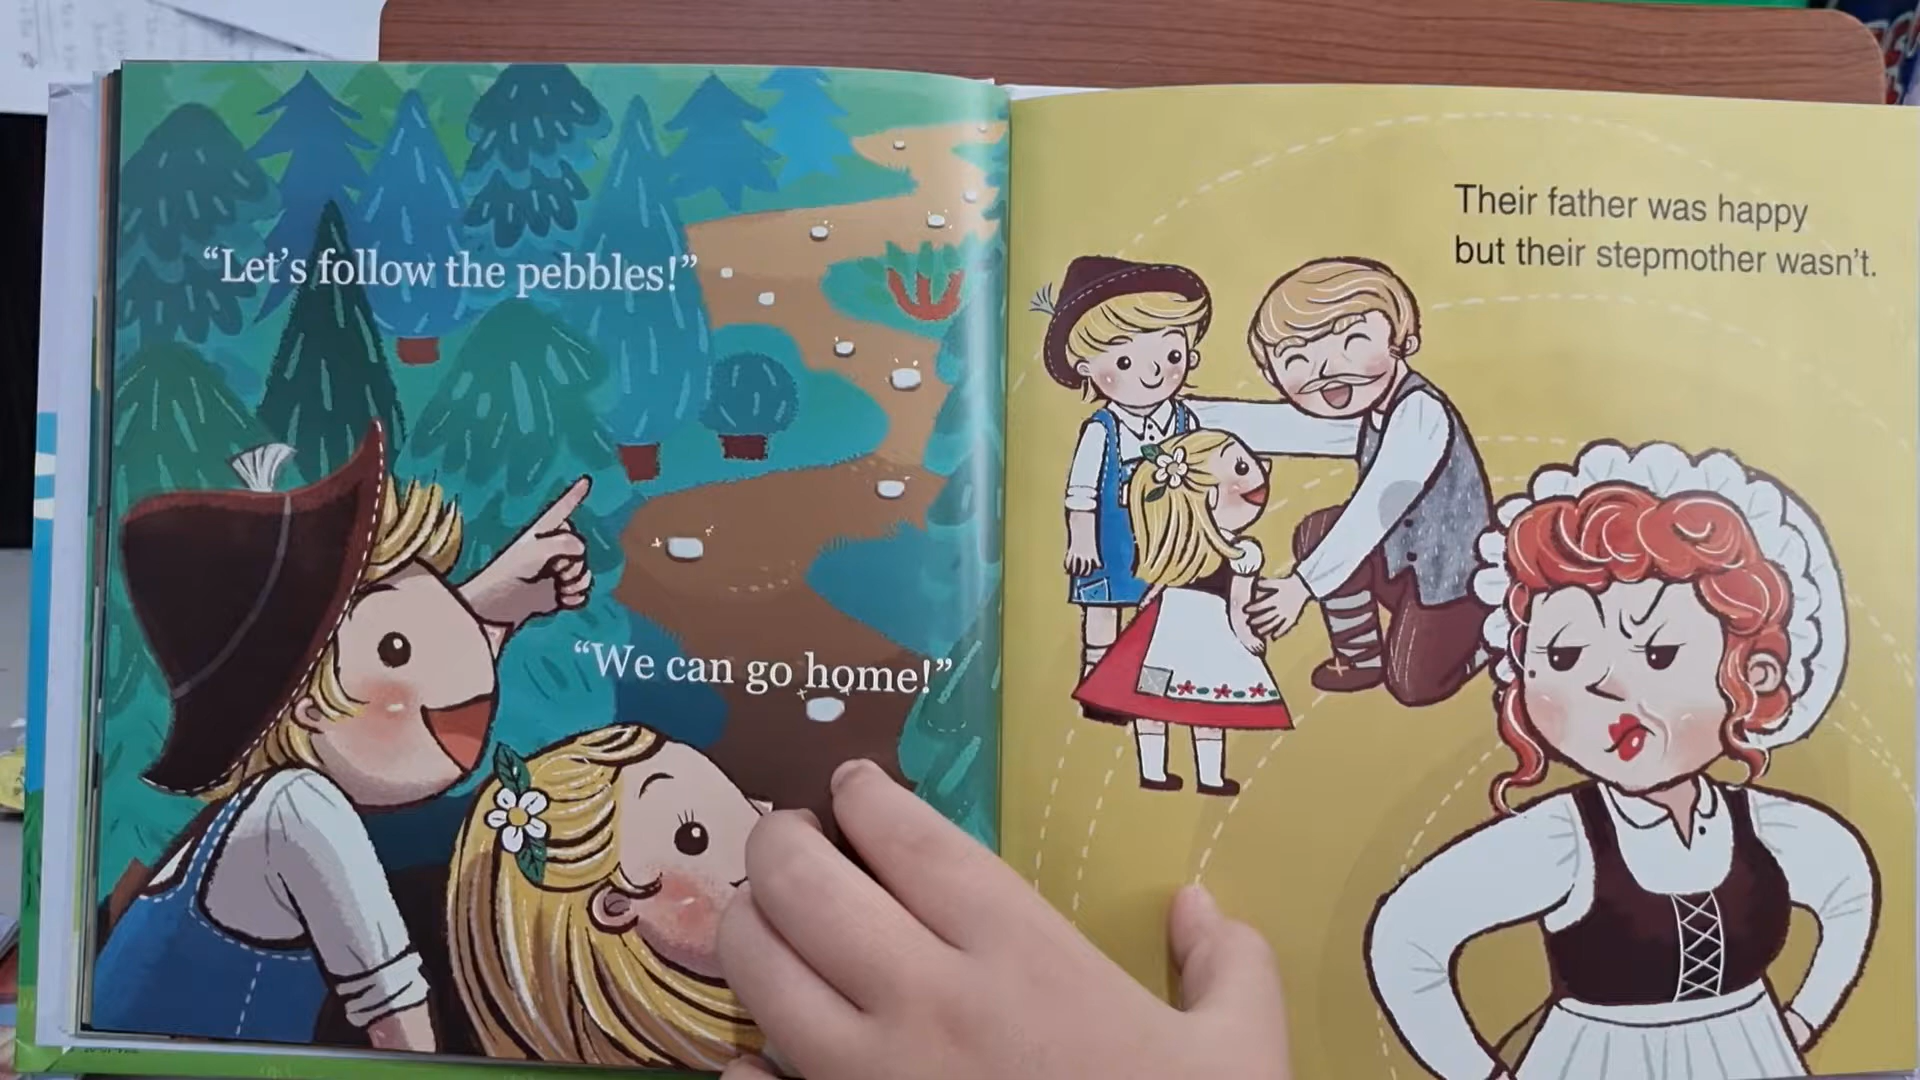 “Let’s follow the pebbles!”
“We can go home!”
Their father was happy
but their stepmother wasn’t.